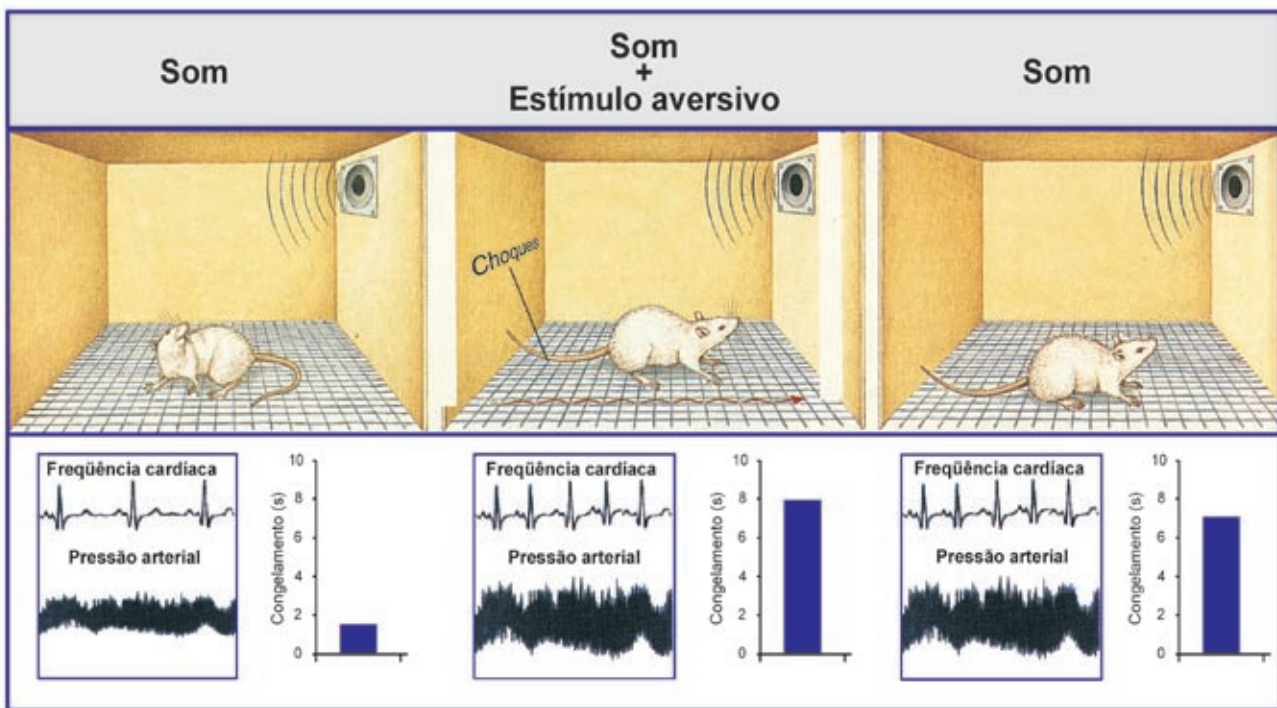 Som
Som
+
Estímulo aversivo
Som
Choques
Freqüência cardíaca
Pressão arterial
Congelamento (s)
10
8
6
4
2
0
Freqüência cardíaca
Pressão arterial
Congelamento (s)
10
8
6
4
2
0
Freqüência cardíaca
Pressão arterial
Congelamento (s)
10
8
6
4
2
0